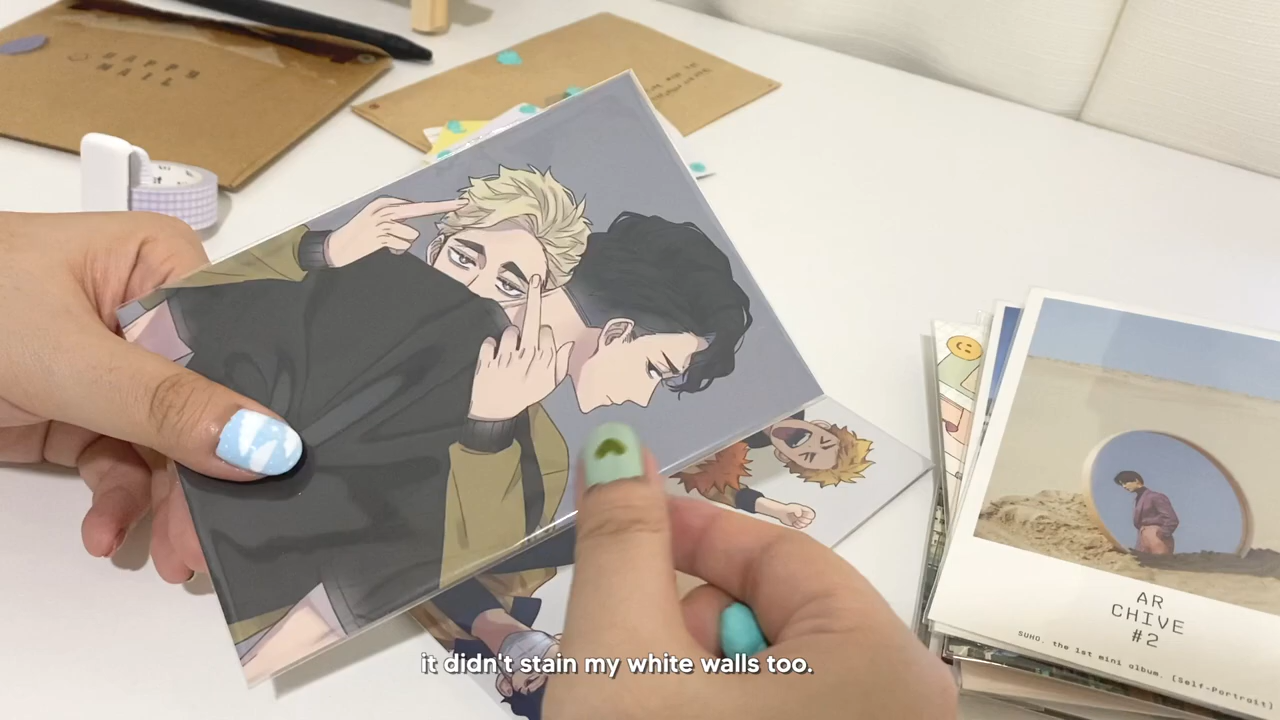 HAPPY
MAIL
AR
CHIVE
#2
SUHO. the 1st mini album. (Self-Portrait)
it didn't stain my white walls too.